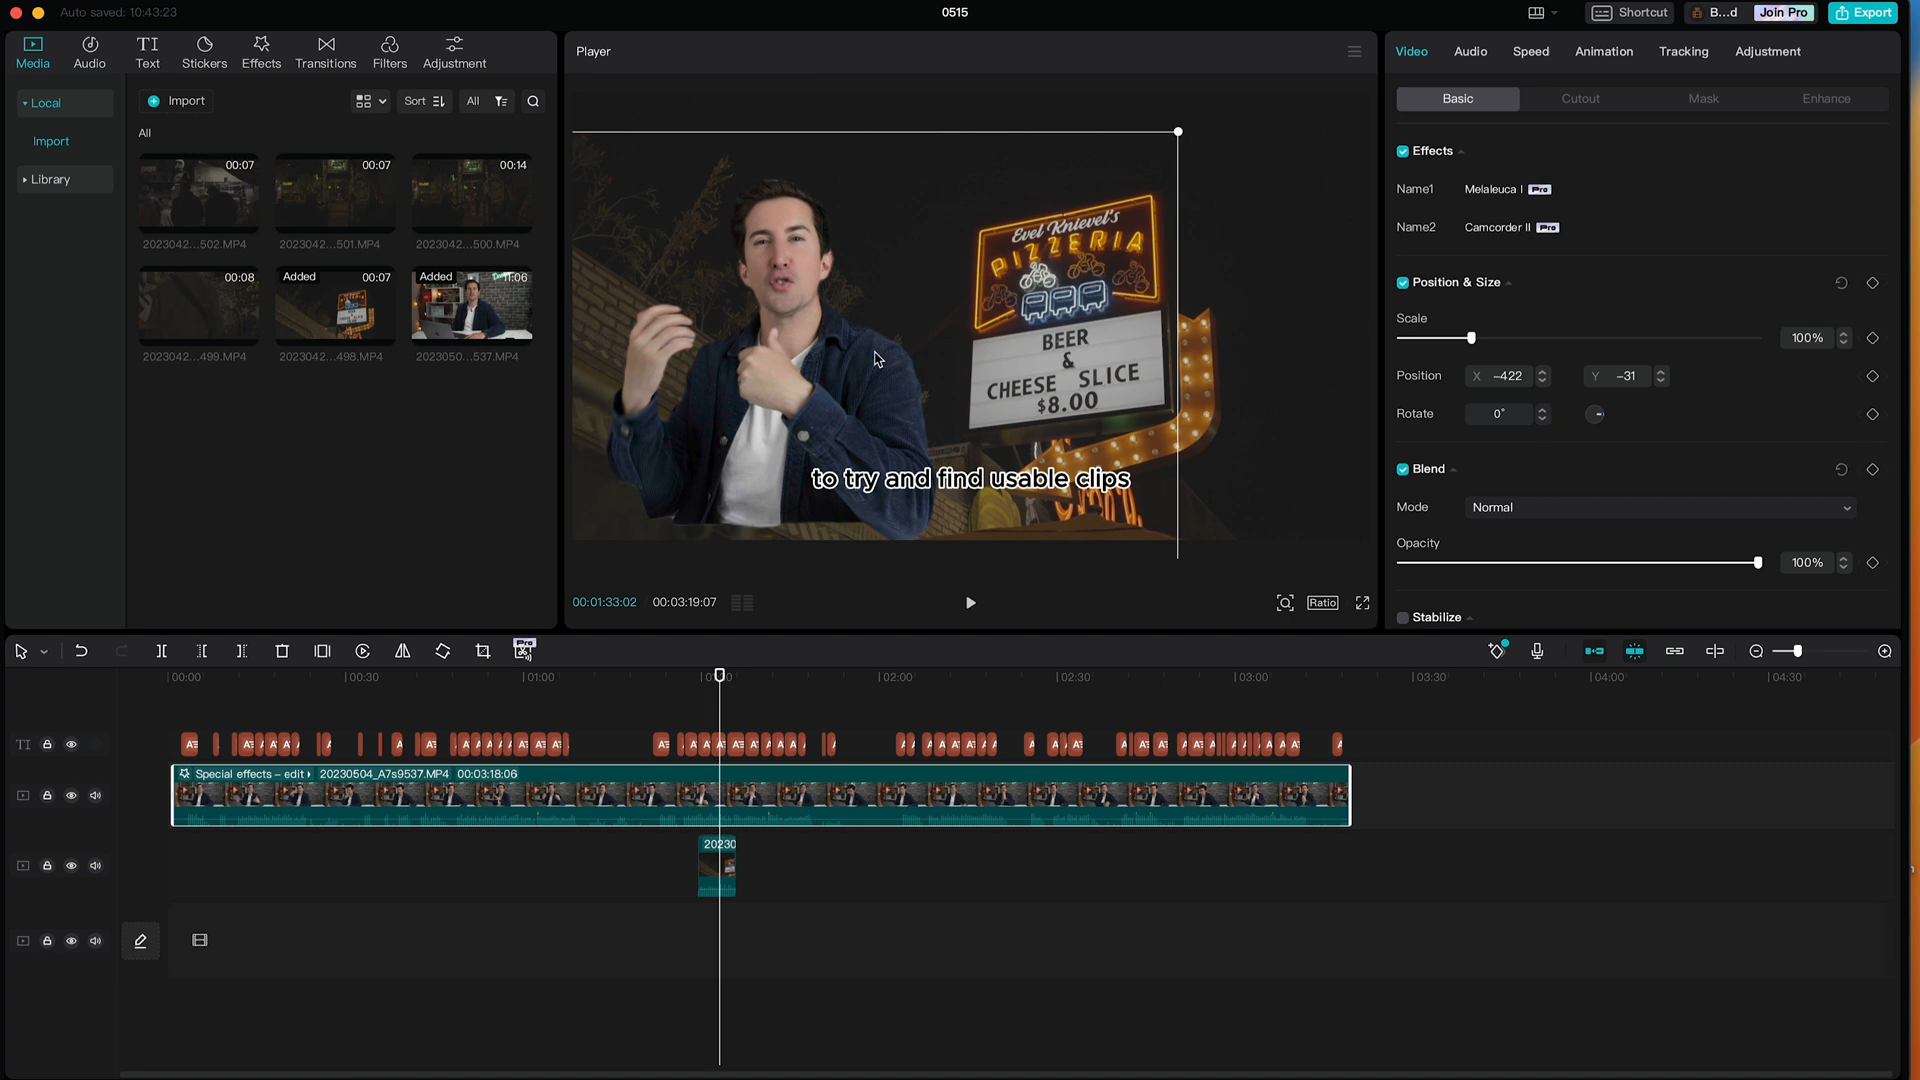 Auto saved: 10:43:23
0515
Shortcut
B...d
Join Pro
Export
Media
Audio
Text
Stickers
Effects
Transitions
Filters
Adjustment
Local
Import
Library
Import
Sort
All
All
00:07
00:07
00:14
2023042...502.MP4
2023042...501.MP4
2023042...500.MP4
00:08
Added
00:07
Added
11:06
2023042...499.MP4
2023042...498.MP4
2023050...537.MP4
Player
Evel Knievel's
PIZZERIA
BEER
&
CHEESE SLICE
$8.00
to try and find usable clips
00:01:33:02
00:03:19:07
Ratio
Video
Audio
Speed
Animation
Tracking
Adjustment
Basic
Cutout
Mask
Enhance
Effects
Name1
Melaleuca I
Pro
Name2
Camcorder II
Pro
Position & Size
Scale
100%
Position
X
-422
Y
-31
Rotate
0°
Blend
Mode
Normal
Opacity
100%
Stabilize
Pro
00:00
00:30
01:00
02:00
02:30
03:00
03:30
04:00
04:30
Special effects – edit
20230504_A7s9537.MP4
00:03:18:06
20230